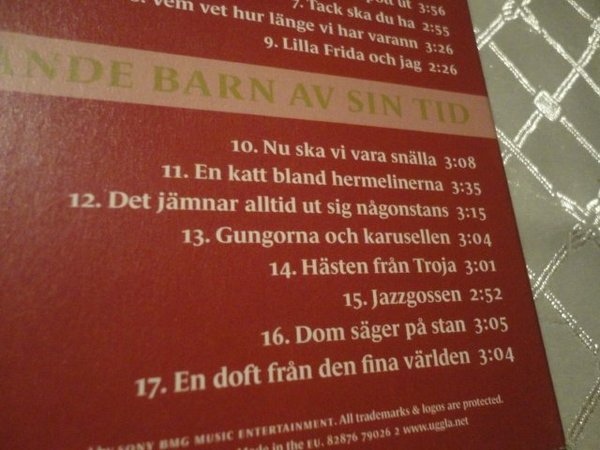 ut 3:56
7. Tack ska du ha 2:55
vem vet hur länge vi har varann 3:26
9. Lilla Frida och jag 2:26
ANDE BARN AV SIN TID
10. Nu ska vi vara snälla 3:08
11. En katt bland hermelinerna 3:35
12. Det jämnar alltid ut sig någonstans 3:15
13. Gungorna och karusellen 3:04
14. Hästen från Troja 3:01
15. Jazzgossen 2:52
16. Dom säger på stan 3:05
17. En doft från den fina världen 3:04
SONY BMG MUSIC ENTERTAINMENT. All trademarks & logos are protected.
Made in the EU. 82876 79026 2 www.uggla.net